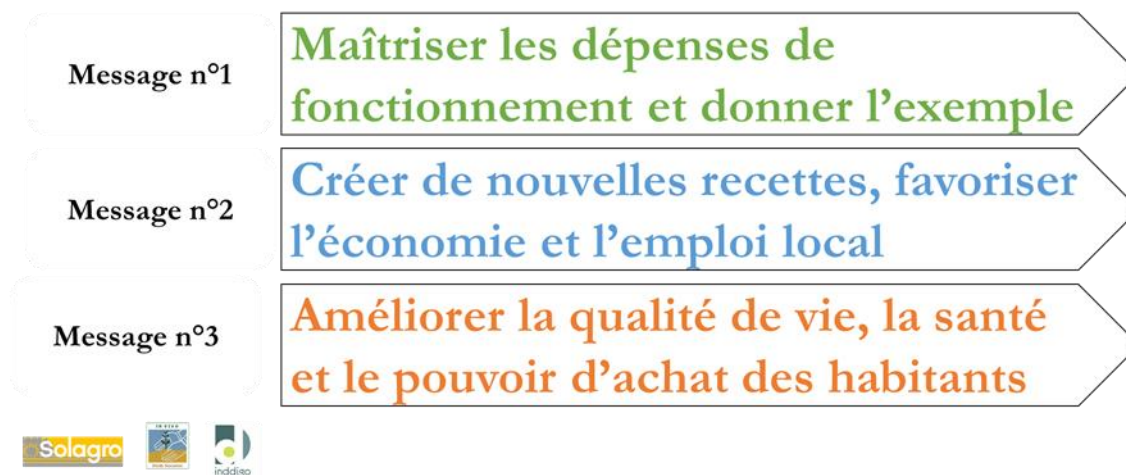 Message n°1
Maîtriser les dépenses de
fonctionnement et donner l’exemple
Message n°2
Créer de nouvelles recettes, favoriser
l’économie et l’emploi local
Message n°3
Améliorer la qualité de vie, la santé
et le pouvoir d’achat des habitants
Solagro
inddigo